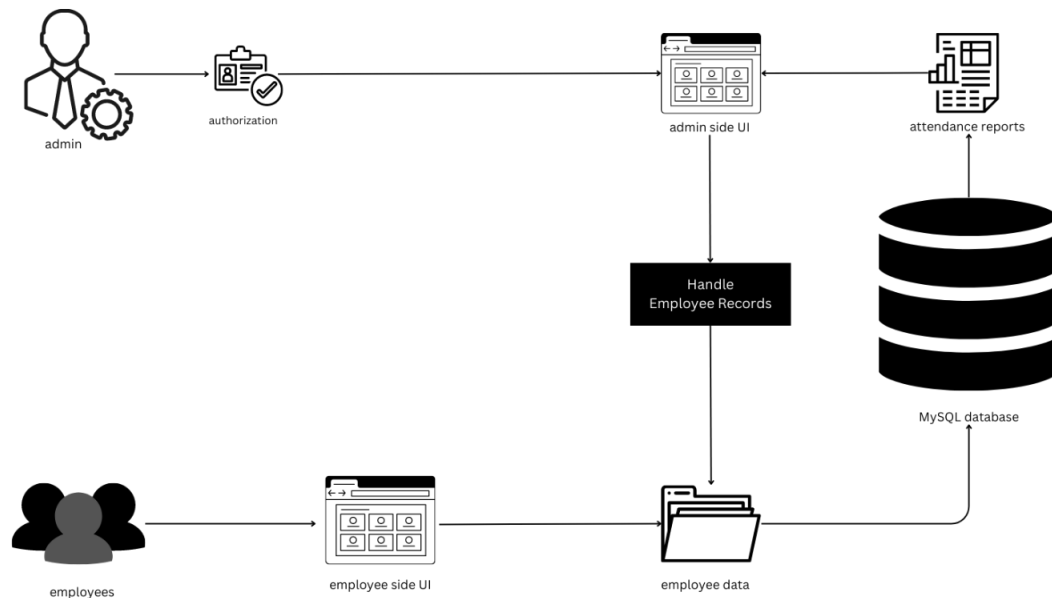 admin
authorization
admin side UI
attendance reports
Handle
Employee Records
MySQL database
employees
employee side UI
employee data